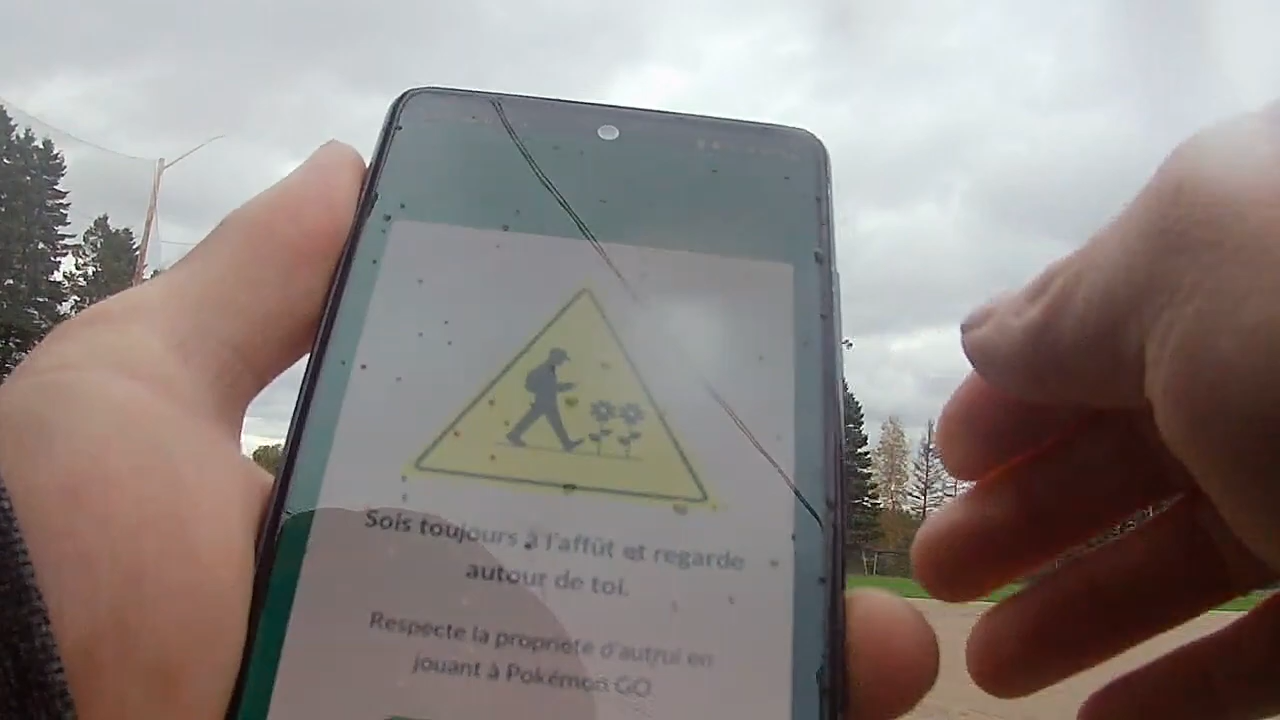 Sois toujours à l'affût et regarde
autour de toi.
Respecte la propriété d'autrui en
jouant à Pokémon GO.